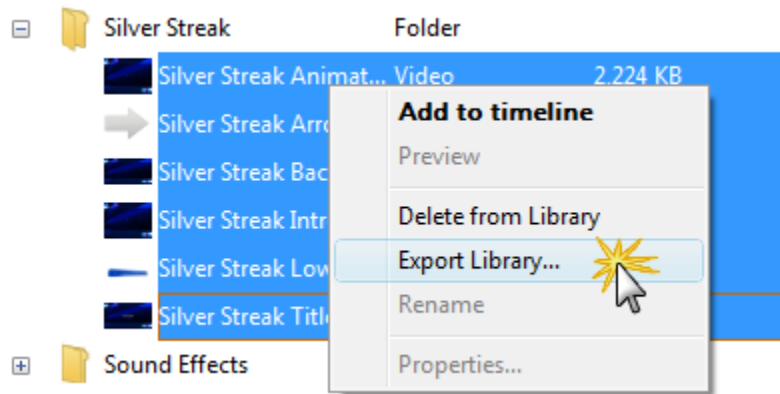 Silver Streak Folder
Silver Streak Animat... Video 2.224 KB
Add to timeline
Silver Streak Arro
Preview
Silver Streak Bac
Delete from Library
Silver Streak Intr
Export Library...
Silver Streak Low
Rename
Silver Streak Title
Sound Effects
Properties...